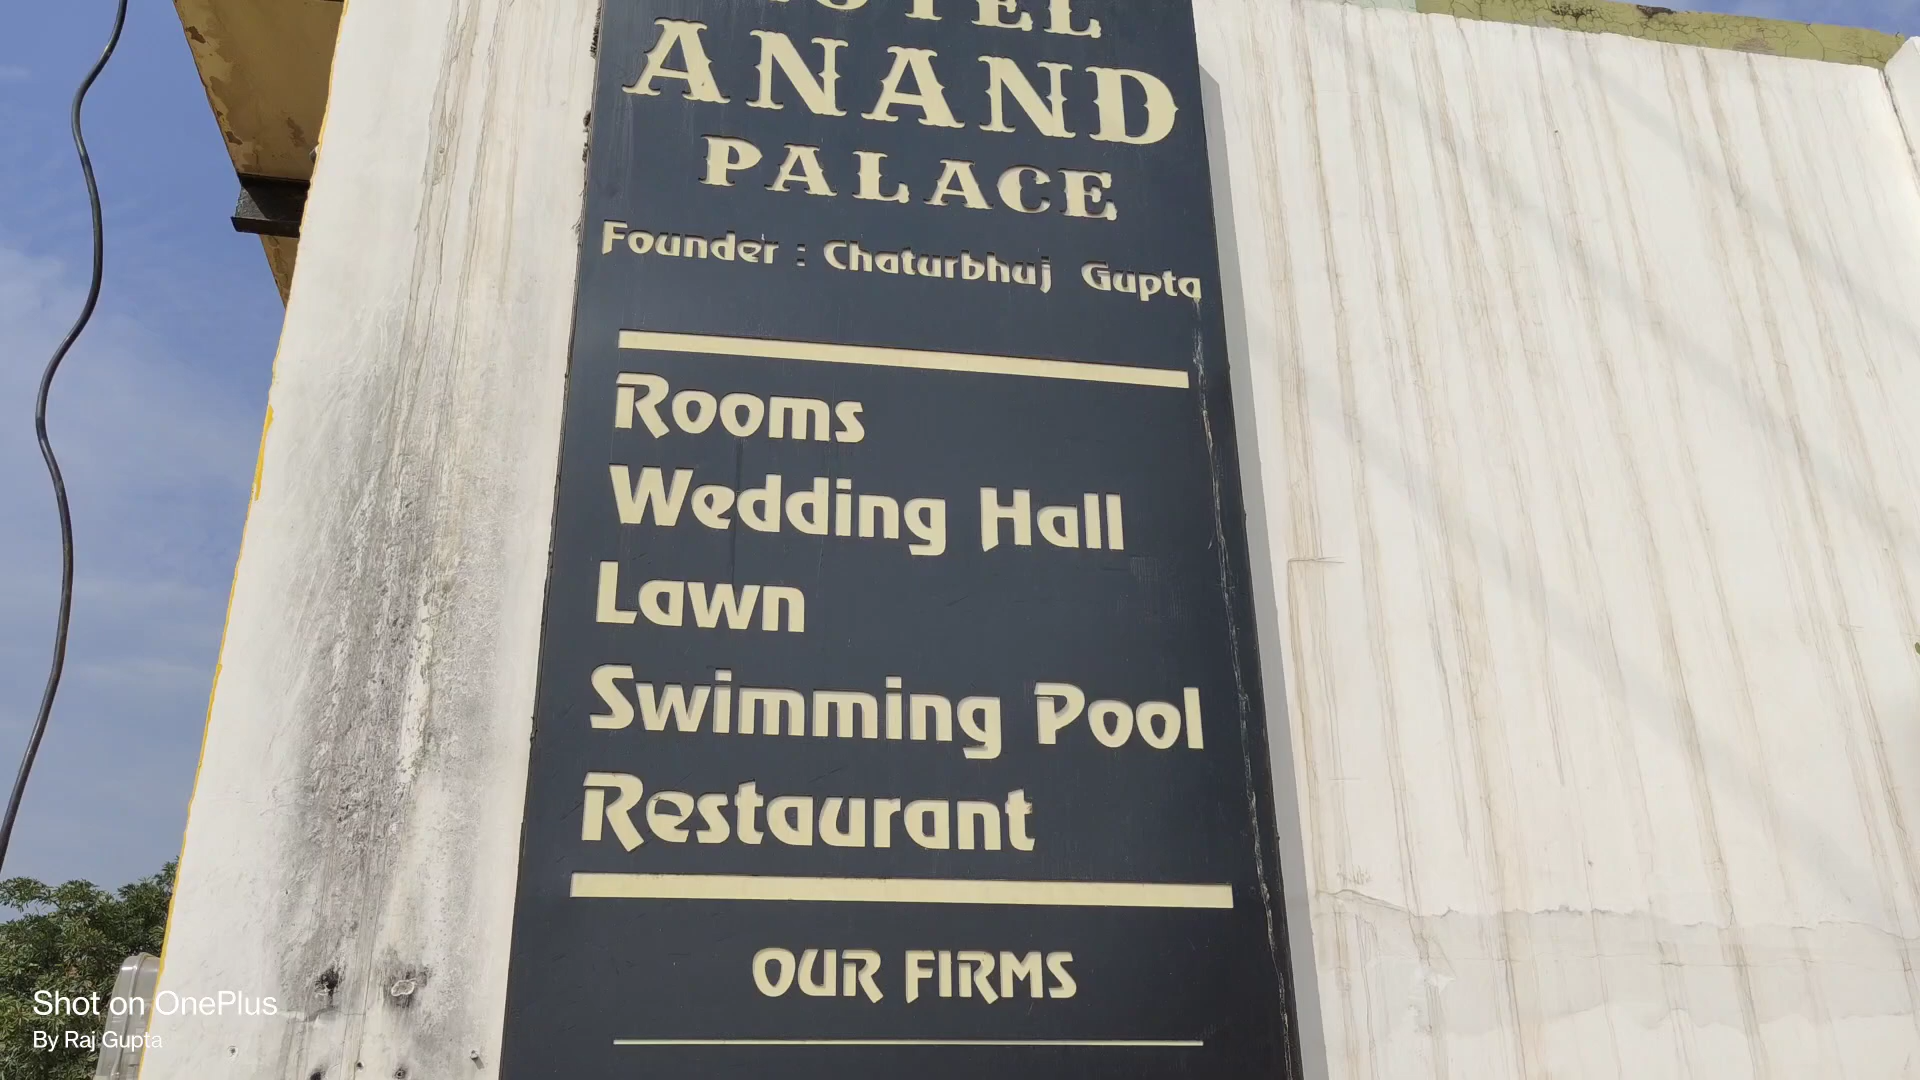 HOTEL
ANAND
PALACE
Founder : Chaturbhuj Gupta
Rooms
Wedding Hall
Lawn
Swimming Pool
Restaurant
OUR FIRMS
Shot on OnePlus
By Raj Gupta